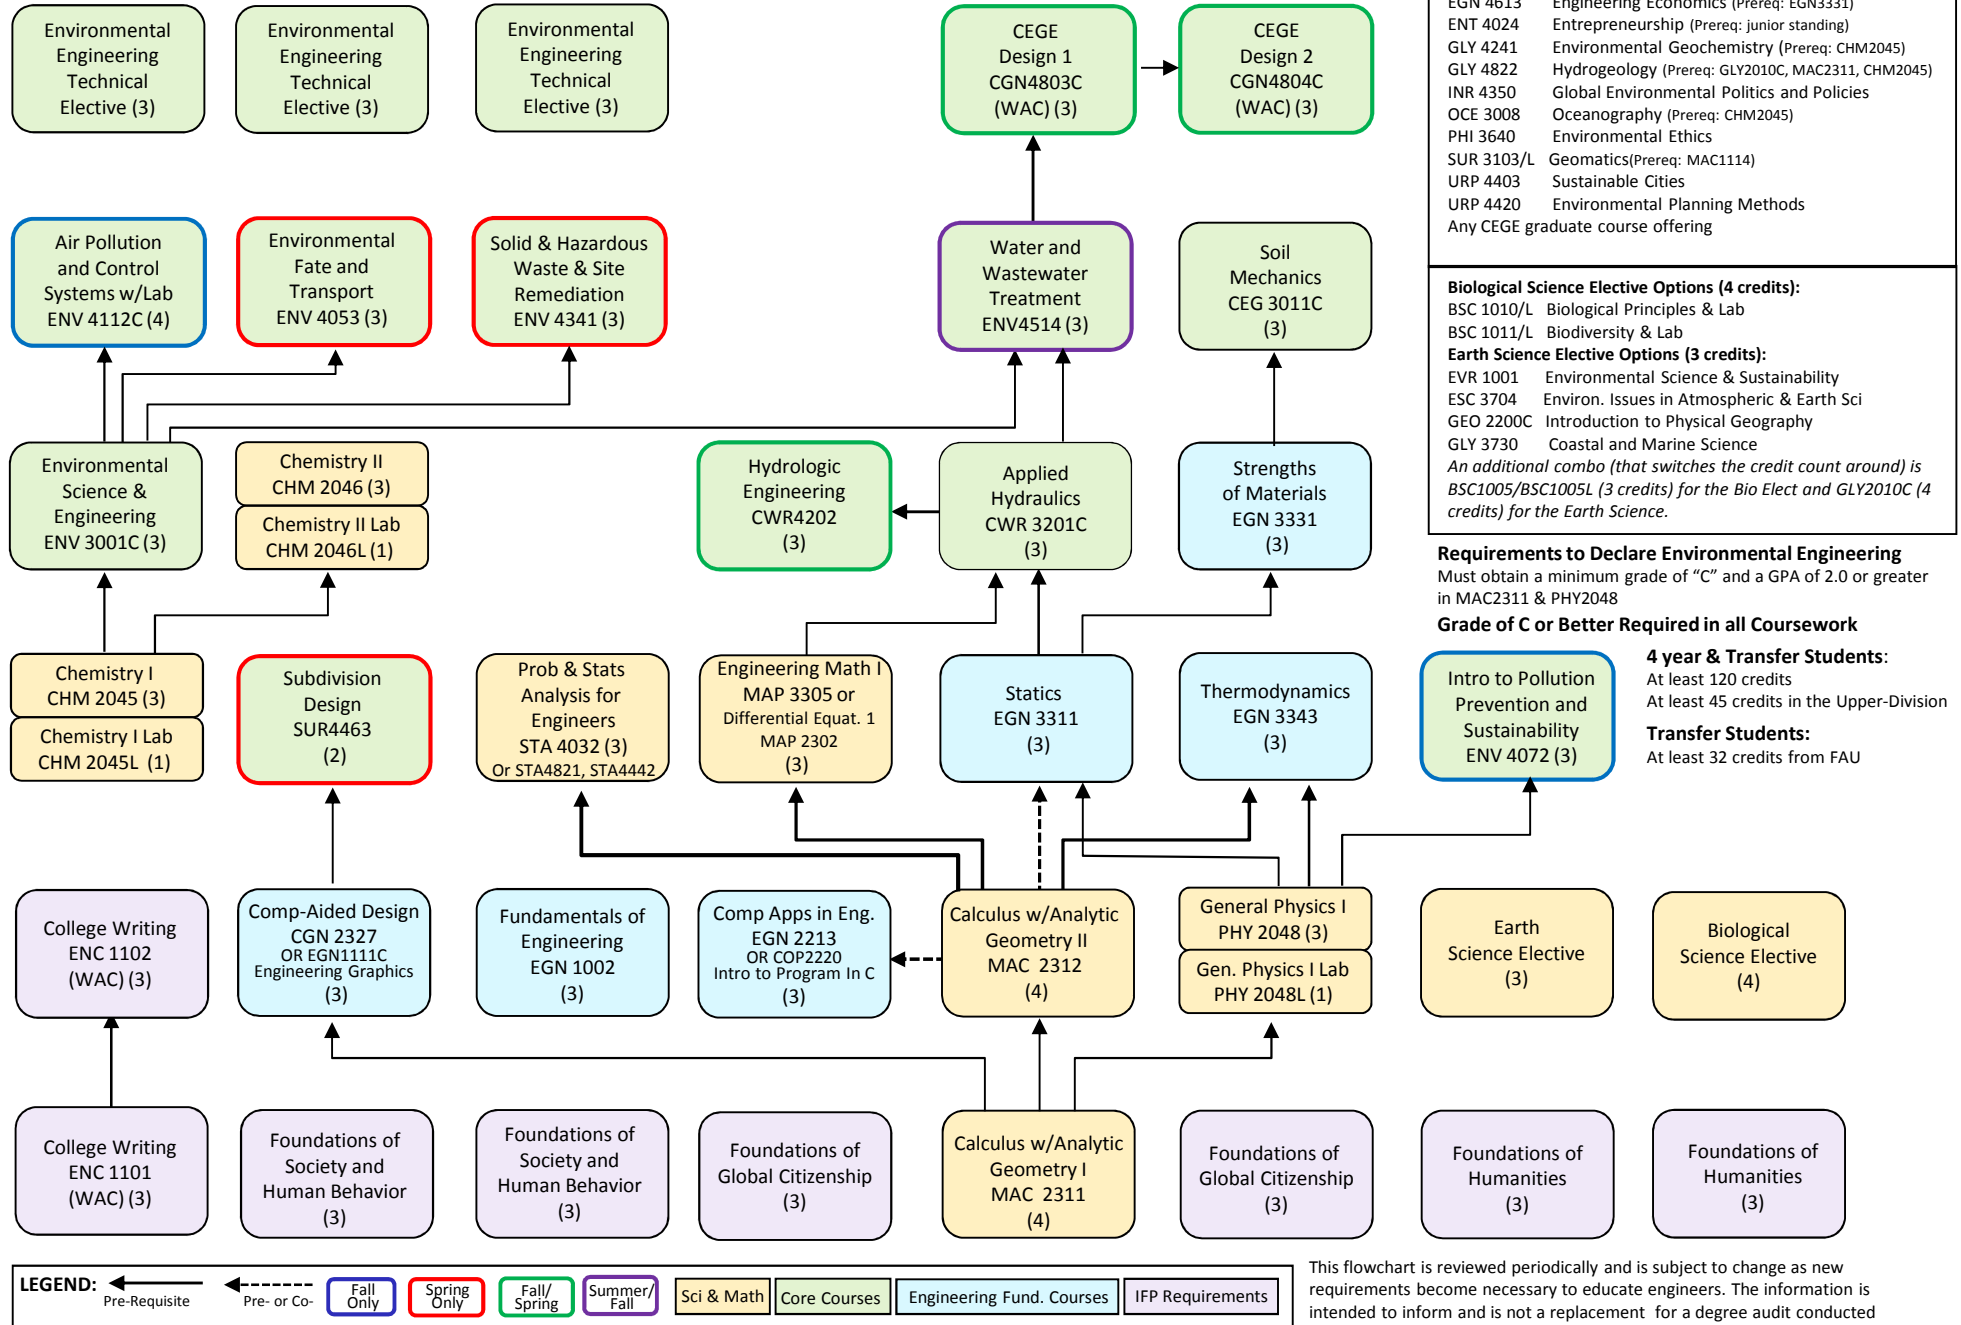 Environmental
Engineering
Technical
Elective (3)
Environmental
Engineering
Technical
Elective (3)
Environmental
Engineering
Technical
Elective (3)
CEGE
Design 1
CGN4803C
(WAC) (3)
CEGE
Design 2
CGN4804C
(WAC) (3)
EGN 4613 Engineering Economics (Prereq: EGN3331)
ENT 4024 Entrepreneurship (Prereq: junior standing)
GLY 4241 Environmental Geochemistry (Prereq: CHM2045)
GLY 4822 Hydrogeology (Prereq: GLY2010C, MAC2311, CHM2045)
INR 4350 Global Environmental Politics and Policies
OCE 3008 Oceanography (Prereq: CHM2045)
PHI 3640 Environmental Ethics
SUR 3103/L Geomatics(Prereq: MAC1114)
URP 4403 Sustainable Cities
URP 4420 Environmental Planning Methods
Any CEGE graduate course offering
Air Pollution
and Control
Systems w/Lab
ENV 4112C (4)
Environmental
Fate and
Transport
ENV 4053 (3)
Solid & Hazardous
Waste & Site
Remediation
ENV 4341 (3)
Water and
Wastewater
Treatment
ENV4514 (3)
Soil
Mechanics
CEG 3011C
(3)
Biological Science Elective Options (4 credits):
BSC 1010/L Biological Principles & Lab
BSC 1011/L Biodiversity & Lab
Earth Science Elective Options (3 credits):
EVR 1001 Environmental Science & Sustainability
ESC 3704 Environ. Issues in Atmospheric & Earth Sci
GEO 2200C Introduction to Physical Geography
GLY 3730 Coastal and Marine Science
An additional combo (that switches the credit count around) is
BSC1005/BSC1005L (3 credits) for the Bio Elect and GLY2010C (4
credits) for the Earth Science.
Environmental
Science &
Engineering
ENV 3001C (3)
Chemistry II
CHM 2046 (3)
Chemistry II Lab
CHM 2046L (1)
Hydrologic
Engineering
CWR4202
(3)
Applied
Hydraulics
CWR 3201C
(3)
Strengths
of Materials
EGN 3331
(3)
Requirements to Declare Environmental Engineering
Must obtain a minimum grade of “C” and a GPA of 2.0 or greater
in MAC2311 & PHY2048
Grade of C or Better Required in all Coursework
4 year & Transfer Students:
At least 120 credits
At least 45 credits in the Upper-Division
Transfer Students:
At least 32 credits from FAU
Chemistry I
CHM 2045 (3)
Chemistry I Lab
CHM 2045L (1)
Subdivision
Design
SUR4463
(2)
Prob & Stats
Analysis for
Engineers
STA 4032 (3)
Or STA4821, STA4442
Engineering Math I
MAP 3305 or
Differential Equat. 1
MAP 2302
(3)
Statics
EGN 3311
(3)
Thermodynamics
EGN 3343
(3)
Intro to Pollution
Prevention and
Sustainability
ENV 4072 (3)
College Writing
ENC 1102
(WAC) (3)
Comp-Aided Design
CGN 2327
OR EGN1111C
Engineering Graphics
(3)
Fundamentals of
Engineering
EGN 1002
(3)
Comp Apps in Eng.
EGN 2213
OR COP2220
Intro to Program In C
(3)
Calculus w/Analytic
Geometry II
MAC 2312
(4)
General Physics I
PHY 2048 (3)
Gen. Physics I Lab
PHY 2048L (1)
Earth
Science Elective
(3)
Biological
Science Elective
(4)
College Writing
ENC 1101
(WAC) (3)
Foundations of
Society and
Human Behavior
(3)
Foundations of
Society and
Human Behavior
(3)
Foundations of
Global Citizenship
(3)
Calculus w/Analytic
Geometry I
MAC 2311
(4)
Foundations of
Global Citizenship
(3)
Foundations of
Humanities
(3)
Foundations of
Humanities
(3)
LEGEND:
Pre-Requisite
Pre- or Co-
Fall
Only
Spring
Only
Fall/
Spring
Summer/
Fall
Sci & Math
Core Courses
Engineering Fund. Courses
IFP Requirements
This flowchart is reviewed periodically and is subject to change as new
requirements become necessary to educate engineers. The information is
intended to inform and is not a replacement for a degree audit conducted